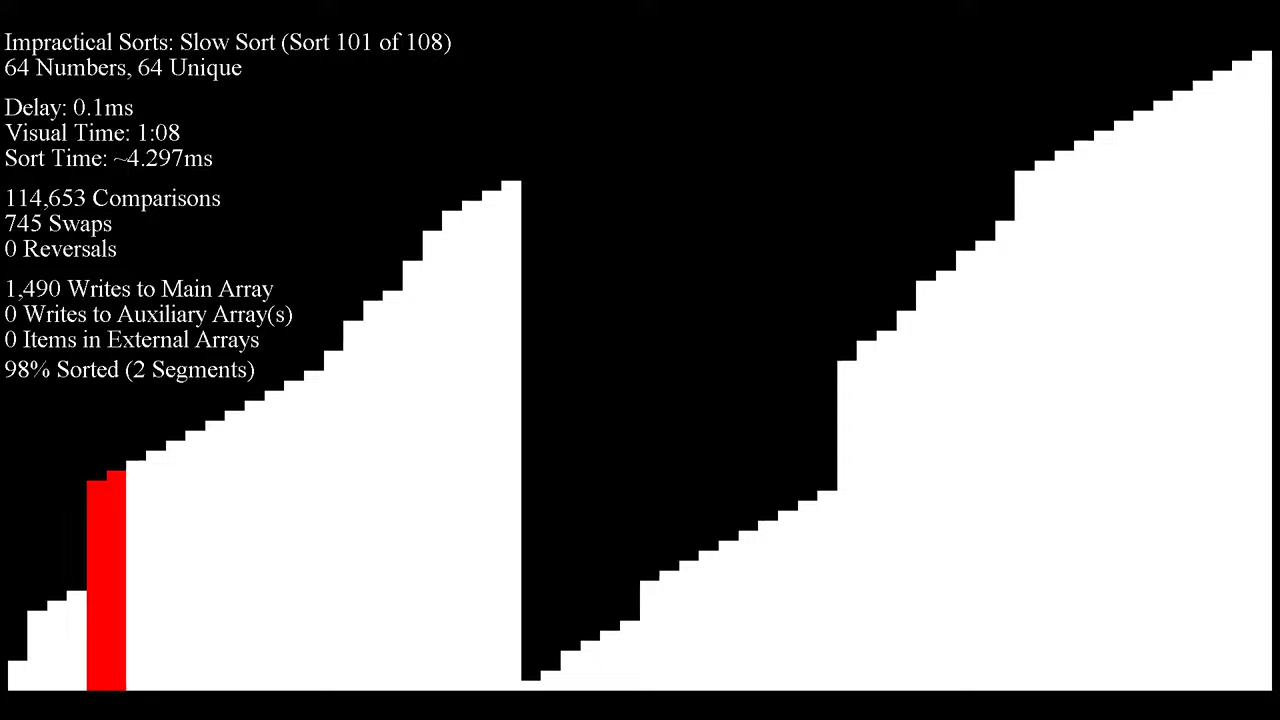 Impractical Sorts: Slow Sort (Sort 101 of 108)
64 Numbers, 64 Unique
Delay: 0.1ms
Visual Time: 1:08
Sort Time: ~4.297ms
114,653 Comparisons
745 Swaps
0 Reversals
1,490 Writes to Main Array
0 Writes to Auxiliary Array(s)
0 Items in External Arrays
98% Sorted (2 Segments)